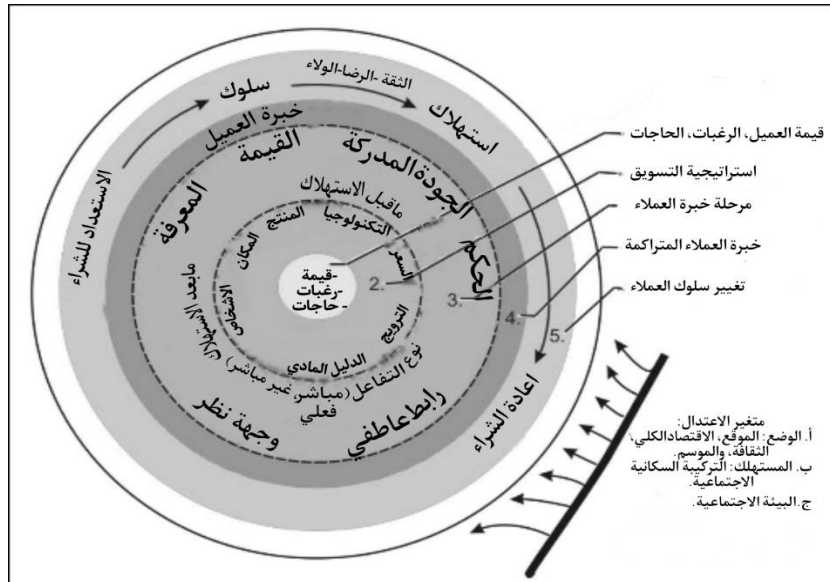 الثقة -الرضا-الولاء
سلوك
استهلاك
الاستعداد للشراء
اعادة الشراء
خبرة العميل
القيمة
الجودة المدركة
المعرفة
الحكم
وجهة نظر
رابط عاطفي
ماقبل الاستهلاك
مابعد الاستهلاك
نوع التفاعل (مباشر، غير مباشر)
فعلي
التكنولوجيا
المنتج
المكان
السعر
الاشخاص
الترويج
الدليل المادي
-قيمة
-رغبات
- حاجات
2.
3.
4.
5.
قيمة العميل، الرغبات، الحاجات
استراتيجية التسويق
مرحلة خبرة العملاء
خبرة العملاء المتراكمة
تغيير سلوك العملاء
متغير الاعتدال:
أ. الوضع: الموقع، الاقتصادالكلي،
الثقافة، والموسم.
ب. المستهلك: التركيبة السكانية
الاجتماعية.
ج.البيئة الاجتماعية.